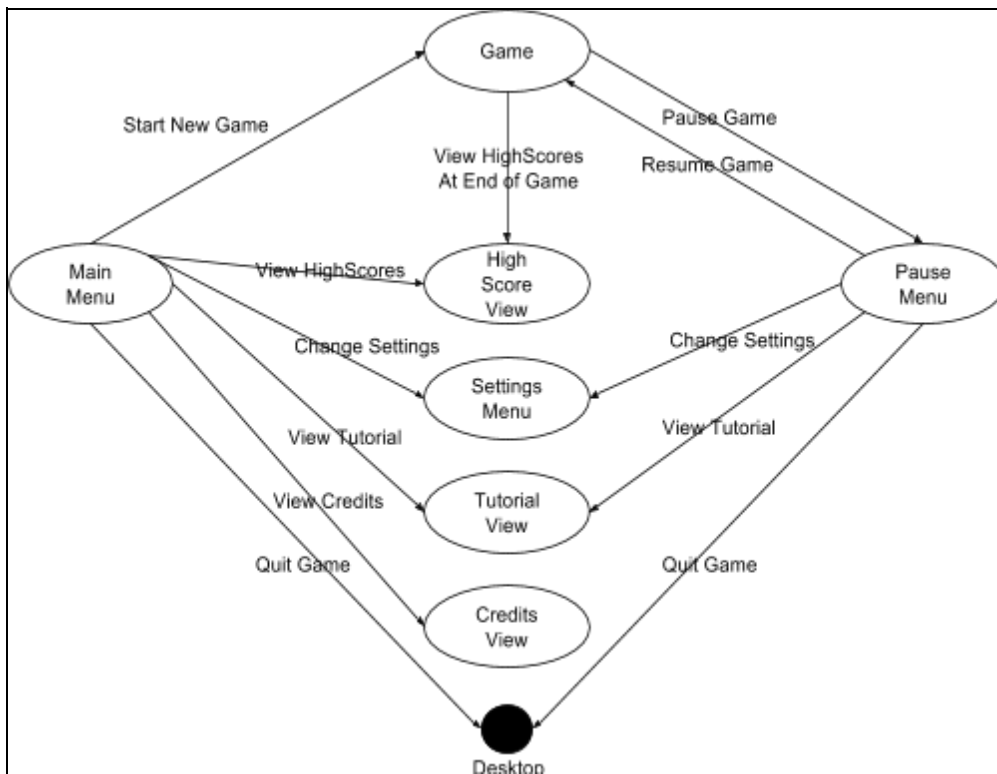 Game
Start New Game
Pause Game
View HighScores
At End of Game
Resume Game
Main
Menu
View HighScores
High
Score
View
Pause
Menu
Change Settings
Change Settings
Settings
Menu
View Tutorial
View Tutorial
Tutorial
View
View Credits
Quit Game
Quit Game
Credits
View
Desktop